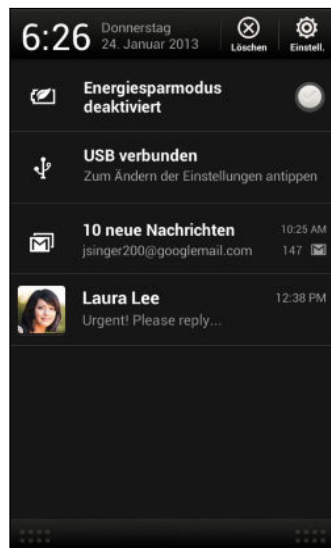 6:26
Donnerstag
24. Januar 2013
Löschen
Einstell.
Energiesparmodus
deaktiviert
USB verbunden
Zum Ändern der Einstellungen antippen
10 neue Nachrichten 10:25 AM
jsinger200@googlemail.com 147
Laura Lee 12:38 PM
Urgent! Please reply...